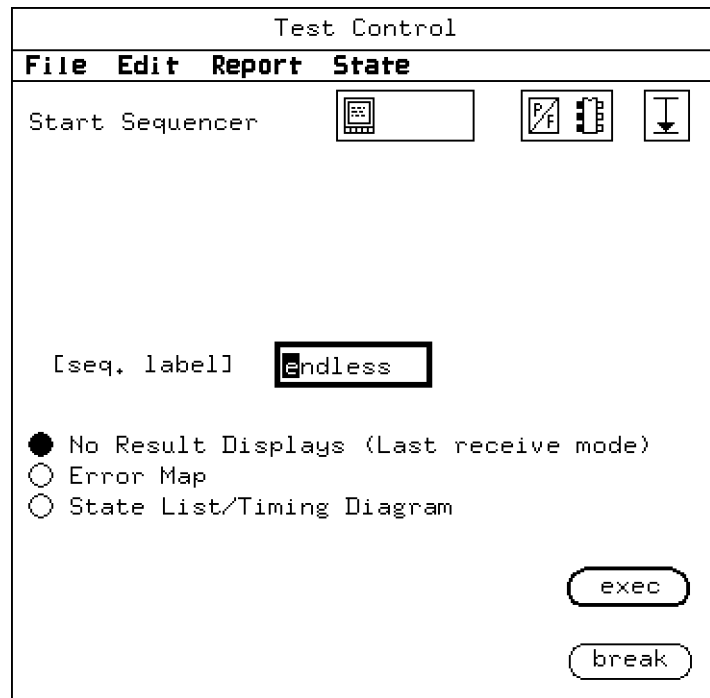 Test Control
File Edit Report State
Start Sequencer
P/F
[seq. label] endless
No Result Displays (Last receive mode)
Error Map
State List/Timing Diagram
exec
break